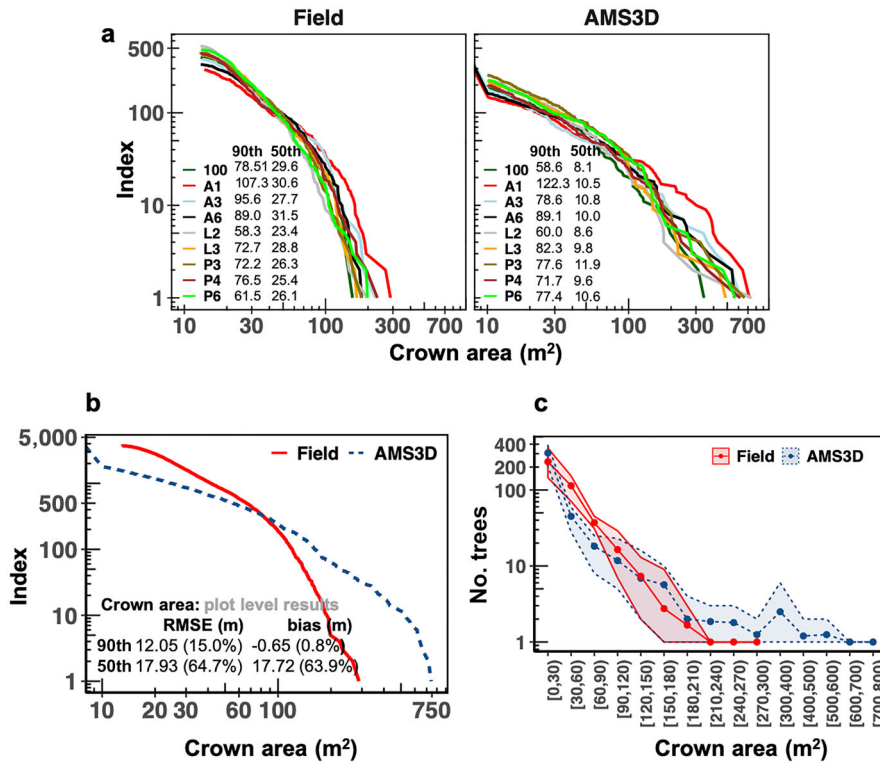 Field
AMS3D
a
500
100
10
1
Index
90th 50th
100 78.51 29.6
A1 107.3 30.6
A3 95.6 27.7
A6 89.0 31.5
L2 58.3 23.4
L3 72.7 28.8
P3 72.2 26.3
P4 76.5 25.4
P6 61.5 26.1
10 30 100 300 700
90th 50th
100 58.6 8.1
A1 122.3 10.5
A3 78.6 10.8
A6 89.1 10.0
L2 60.0 8.6
L3 82.3 9.8
P3 77.6 11.9
P4 71.7 9.6
P6 77.4 10.6
10 30 100 300 700
Crown area (m²)
b
5,000
1000
100
10
1
Index
Field AMS3D
Crown area: plot level results
RMSE (m) bias (m)
90th 12.05 (15.0%) -0.65 (0.8%)
50th 17.93 (64.7%) 17.72 (63.9%)
10 20 30 60 100 750
Crown area (m²)
c
400
200
100
10
1
No. trees
Field AMS3D
[0,30)
[30,60)
[60,90)
[90,120)
[120,150)
[150,180)
[180,210)
[210,240)
[240,270)
[270,300)
[300,400)
[400,500)
[500,600)
[600,700)
[700,800)
Crown area (m²)